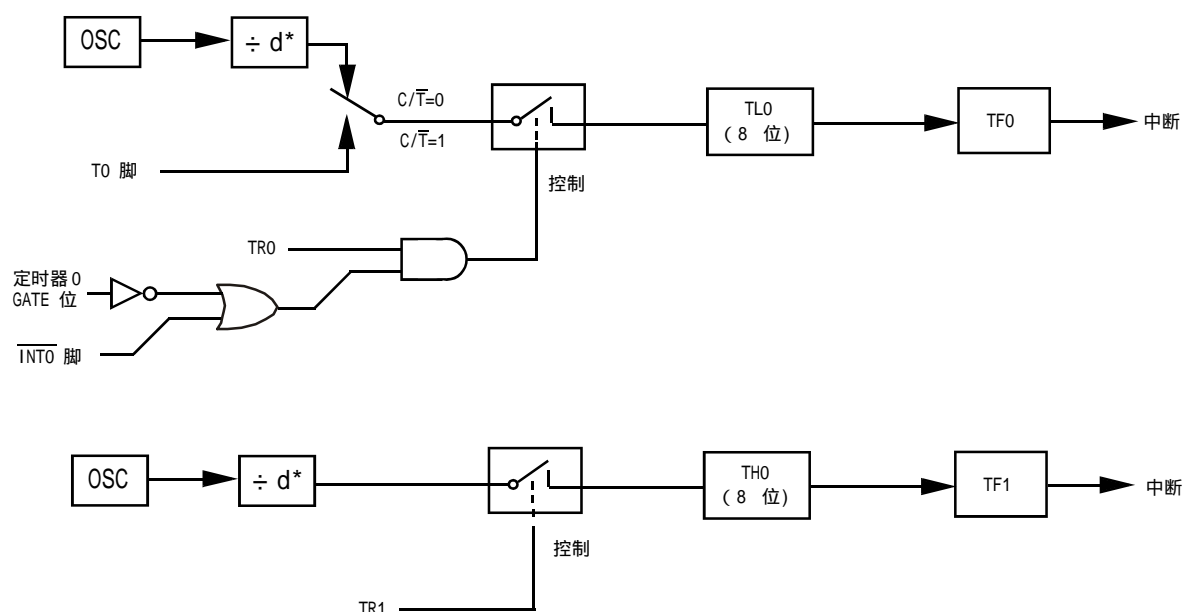 OSC
÷ d*
C/T̅=0
C/T̅=1
T0 脚
控制
TL0
(8 位)
TF0
中断
TR0
定时器0
GATE 位
I̅N̅T̅0̅ 脚
OSC
÷ d*
控制
TR1
TH0
(8 位)
TF1
中断